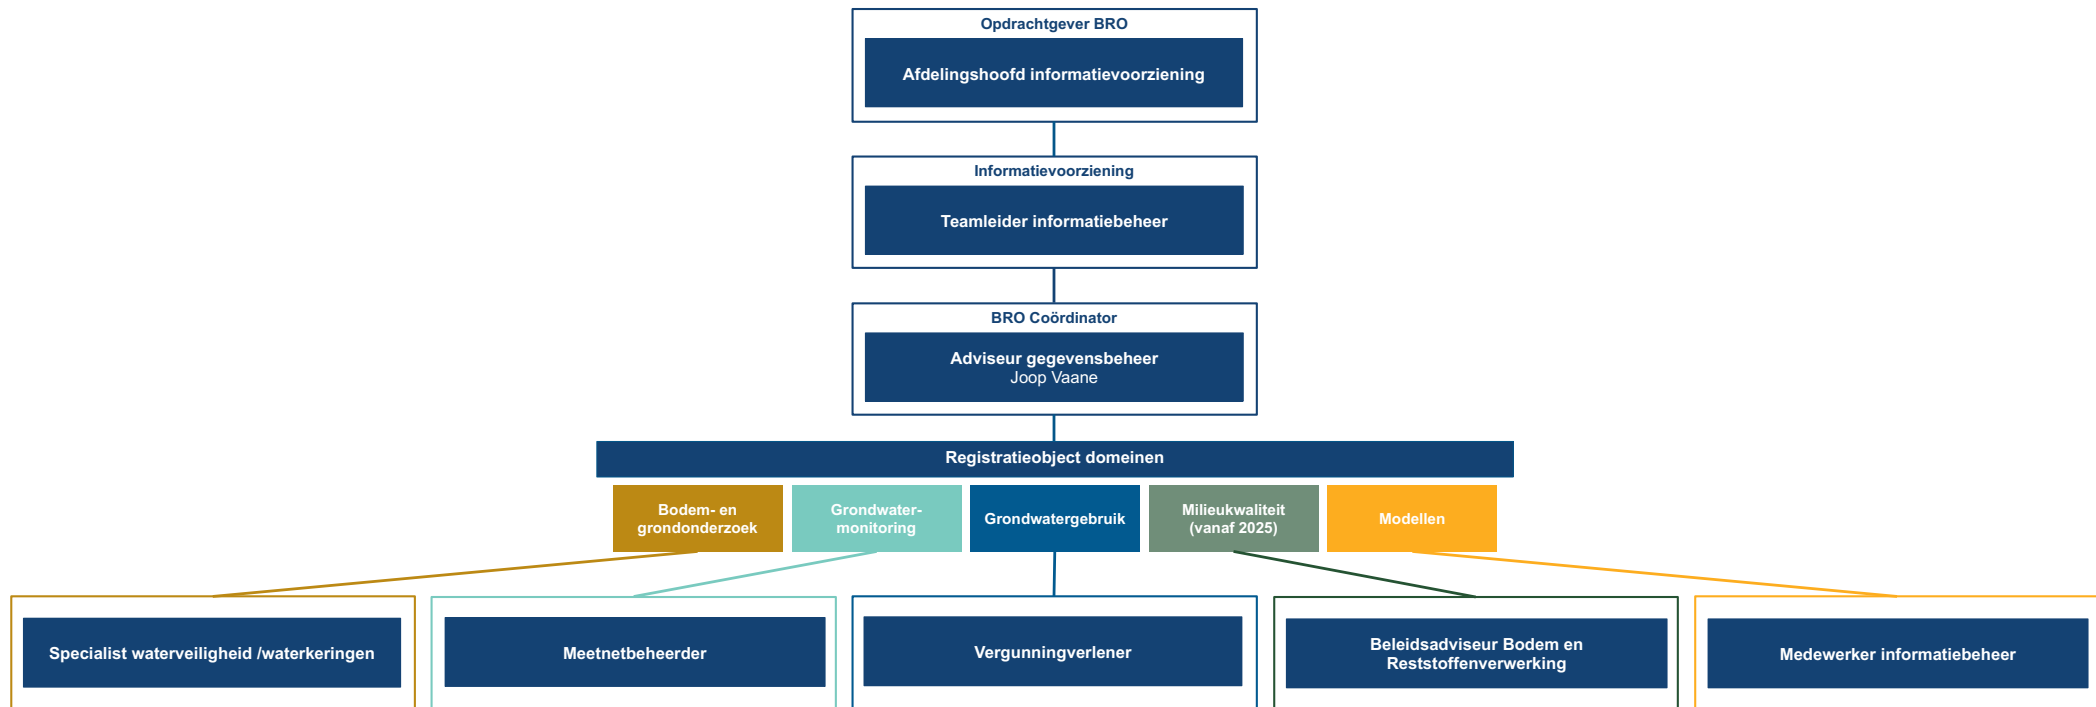 Opdrachtgever BRO
Afdelingshoofd informatievoorziening
Informatievoorziening
Teamleider informatiebeheer
BRO Coördinator
Adviseur gegevensbeheer
Joop Vaane
Registratieobject domeinen
Bodem- en
grondonderzoek
Grondwater-
monitoring
Grondwatergebruik
Milieukwaliteit
(vanaf 2025)
Modellen
Specialist waterveiligheid /waterkeringen
Meetnetbeheerder
Vergunningverlener
Beleidsadviseur Bodem en
Reststoffenverwerking
Medewerker informatiebeheer